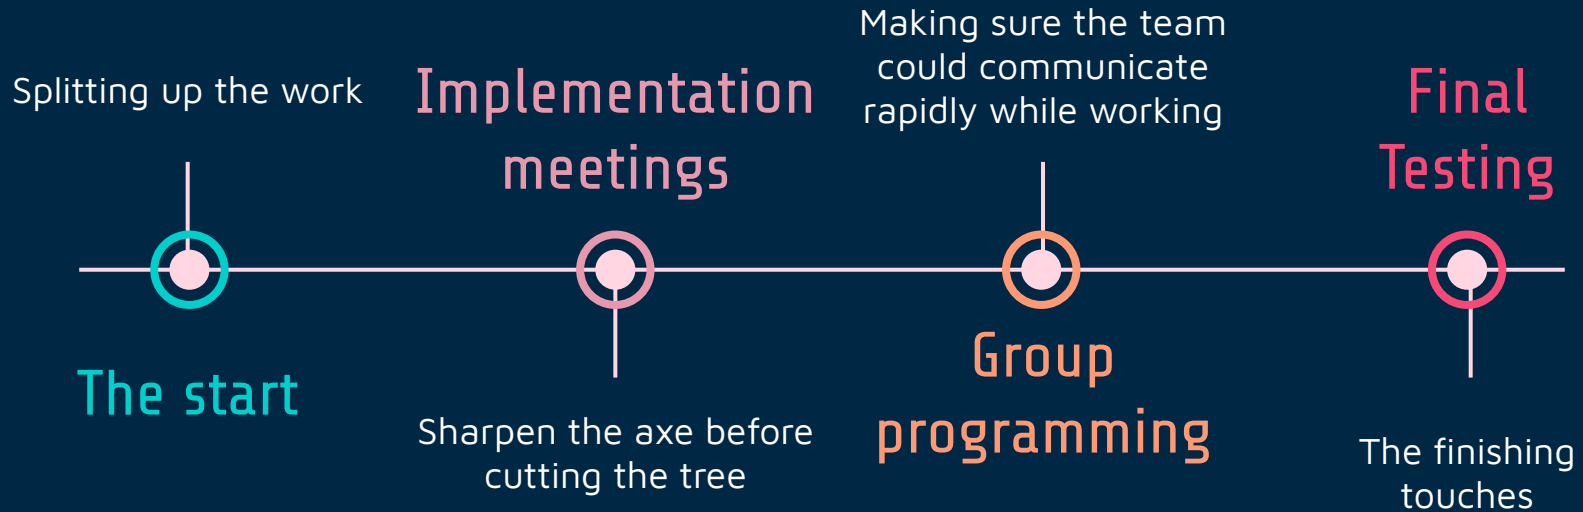 Splitting up the work
The start
Implementation
meetings
Sharpen the axe before
cutting the tree
Making sure the team
could communicate
rapidly while working
Group
programming
Final
Testing
The finishing
touches